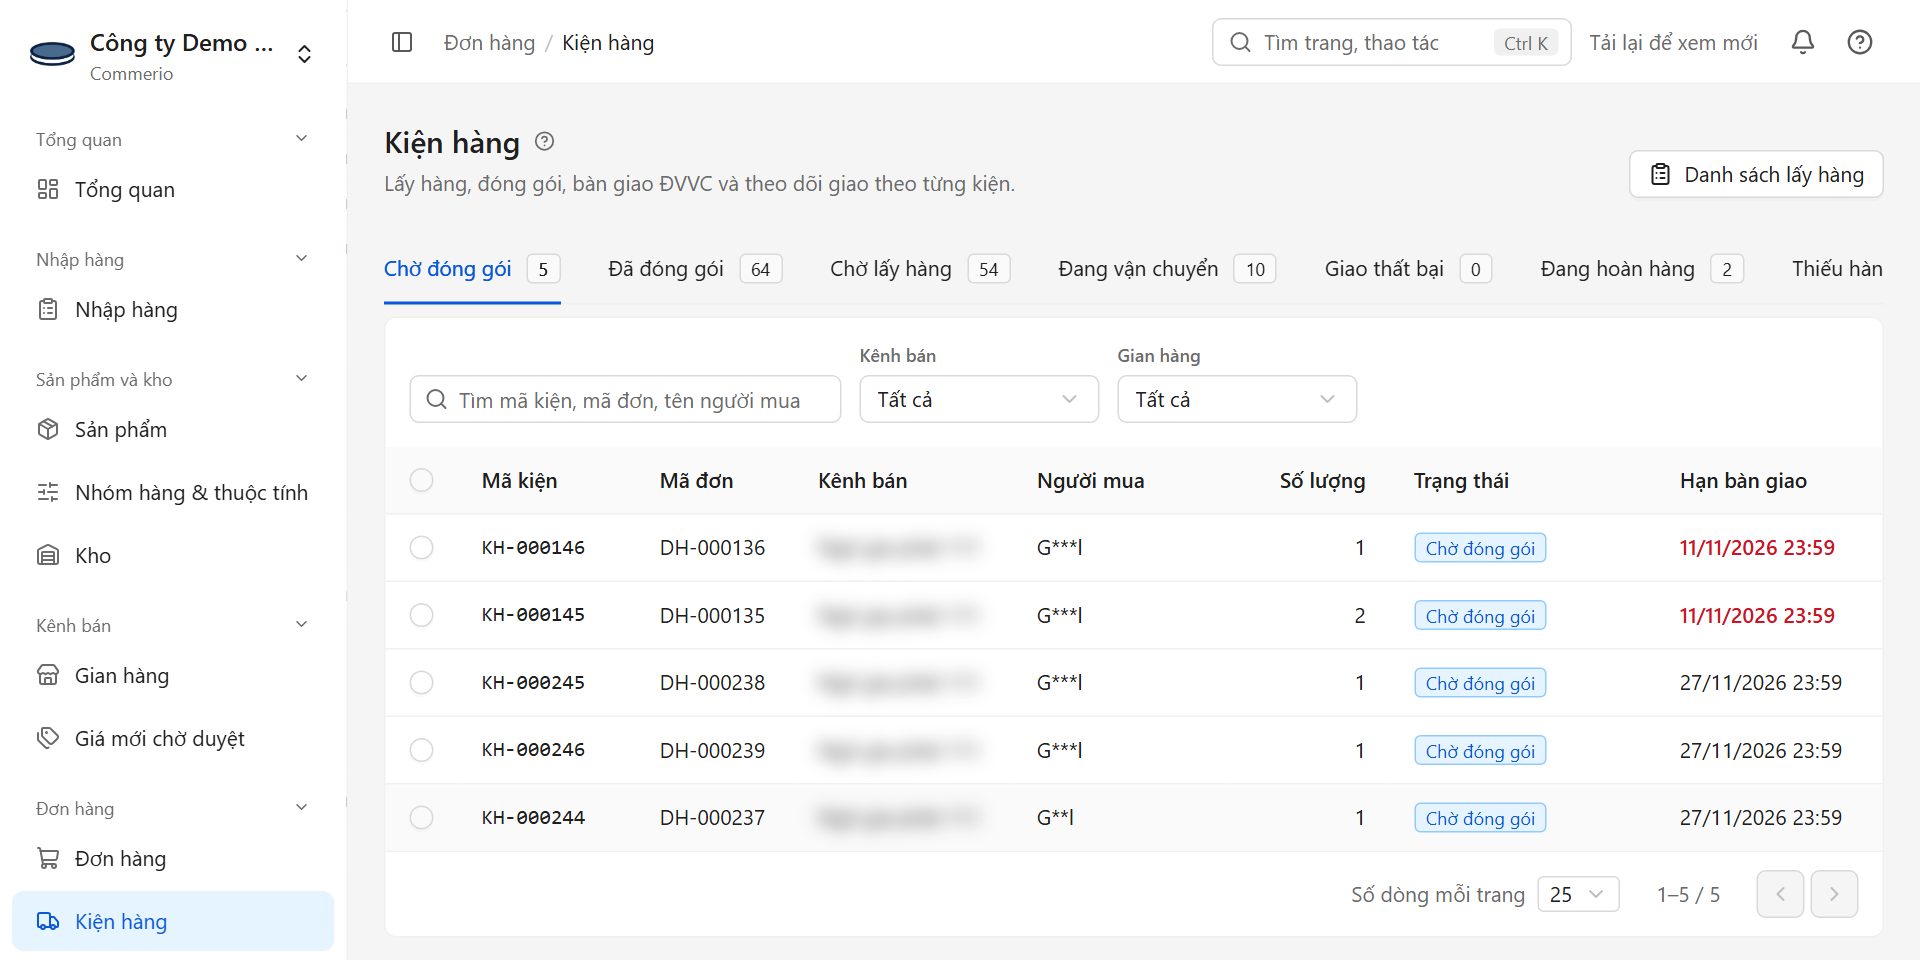 Công ty Demo ...
Commerio
Tổng quan
Tổng quan
Nhập hàng
Nhập hàng
Sản phẩm và kho
Sản phẩm
Nhóm hàng & thuộc tính
Kho
Kênh bán
Gian hàng
Giá mới chờ duyệt
Đơn hàng
Đơn hàng
Kiện hàng
Đơn hàng / Kiện hàng
Tìm trang, thao tác Ctrl K
Tải lại để xem mới
Kiện hàng
Lấy hàng, đóng gói, bàn giao ĐVVC và theo dõi giao theo từng kiện.
Danh sách lấy hàng
Chờ đóng gói 5 Đã đóng gói 64 Chờ lấy hàng 54 Đang vận chuyển 10 Giao thất bại 0 Đang hoàn hàng 2 Thiếu hàn
Kênh bán Gian hàng
Tìm mã kiện, mã đơn, tên người mua Tất cả Tất cả
Mã kiện Mã đơn Kênh bán Người mua Số lượng Trạng thái Hạn bàn giao
KH-000146 DH-000136 G***l 1 Chờ đóng gói 11/11/2026 23:59
KH-000145 DH-000135 G***l 2 Chờ đóng gói 11/11/2026 23:59
KH-000245 DH-000238 G***l 1 Chờ đóng gói 27/11/2026 23:59
KH-000246 DH-000239 G***l 1 Chờ đóng gói 27/11/2026 23:59
KH-000244 DH-000237 G**l 1 Chờ đóng gói 27/11/2026 23:59
Số dòng mỗi trang 25 1–5 / 5